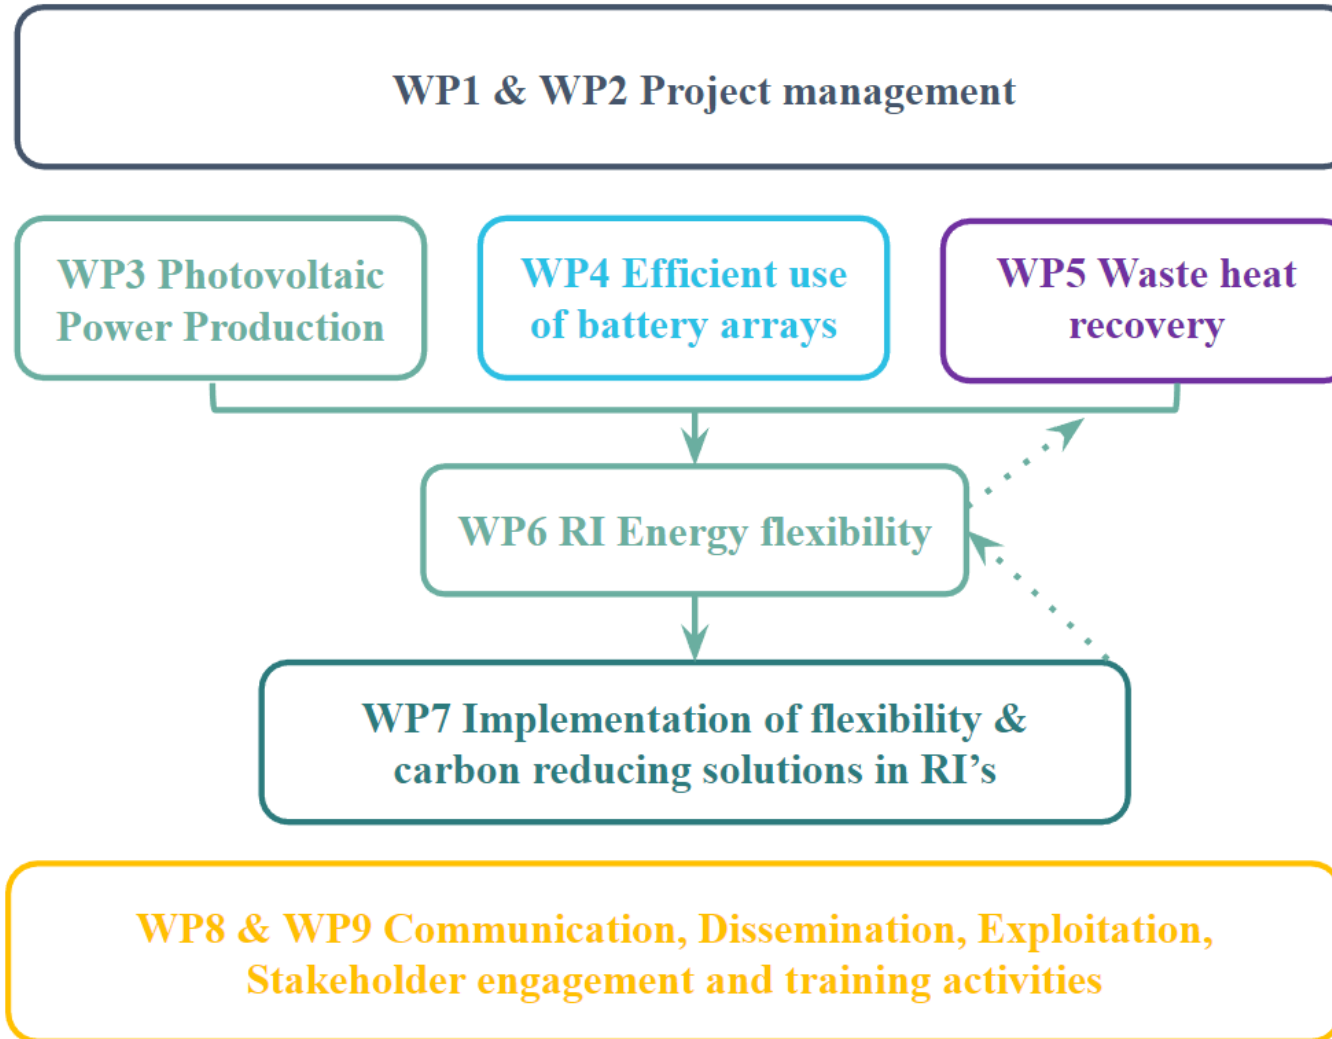 WP1 & WP2 Project management
WP3 Photovoltaic
Power Production
WP4 Efficient use
of battery arrays
WP5 Waste heat
recovery
WP6 RI Energy flexibility
WP7 Implementation of flexibility &
carbon reducing solutions in RI’s
WP8 & WP9 Communication, Dissemination, Exploitation,
Stakeholder engagement and training activities